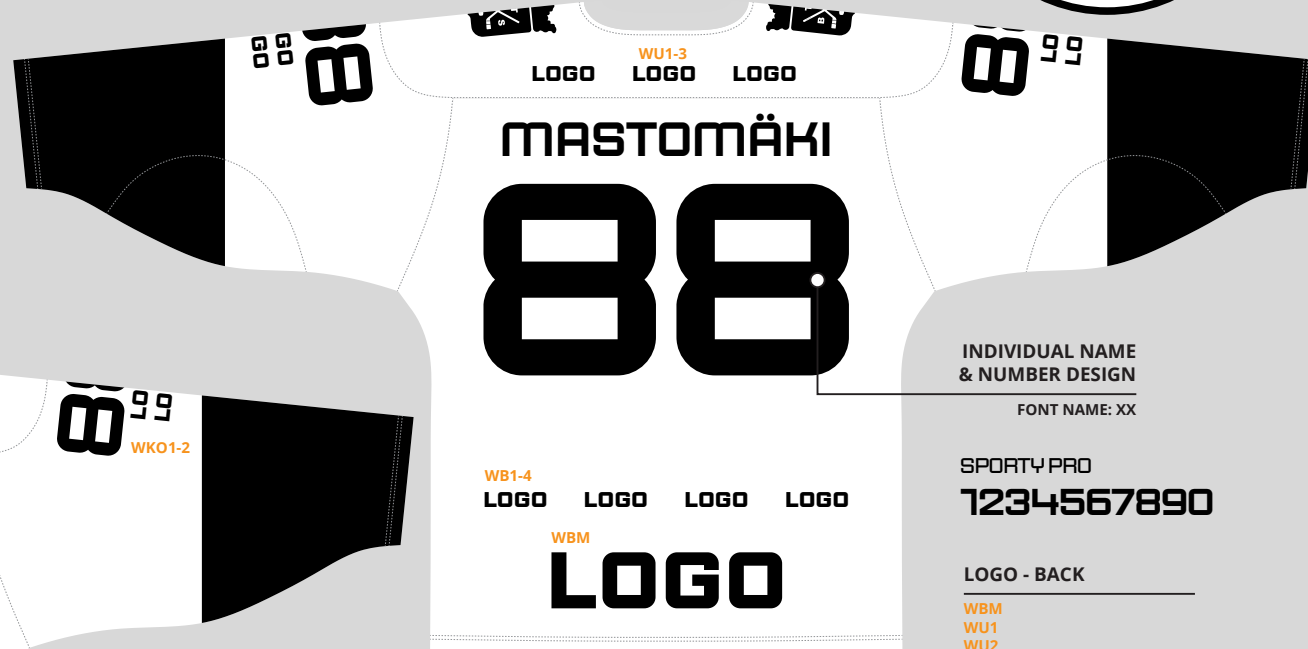 WU1-3
LOGO LOGO LOGO
MASTOMÄKI
88
INDIVIDUAL NAME
& NUMBER DESIGN
FONT NAME: XX
WKO1-2
SPORTY PRO
1234567890
WB1-4
LOGO LOGO LOGO LOGO
WBM
LOGO
LOGO - BACK
WBM
WU1
WU2